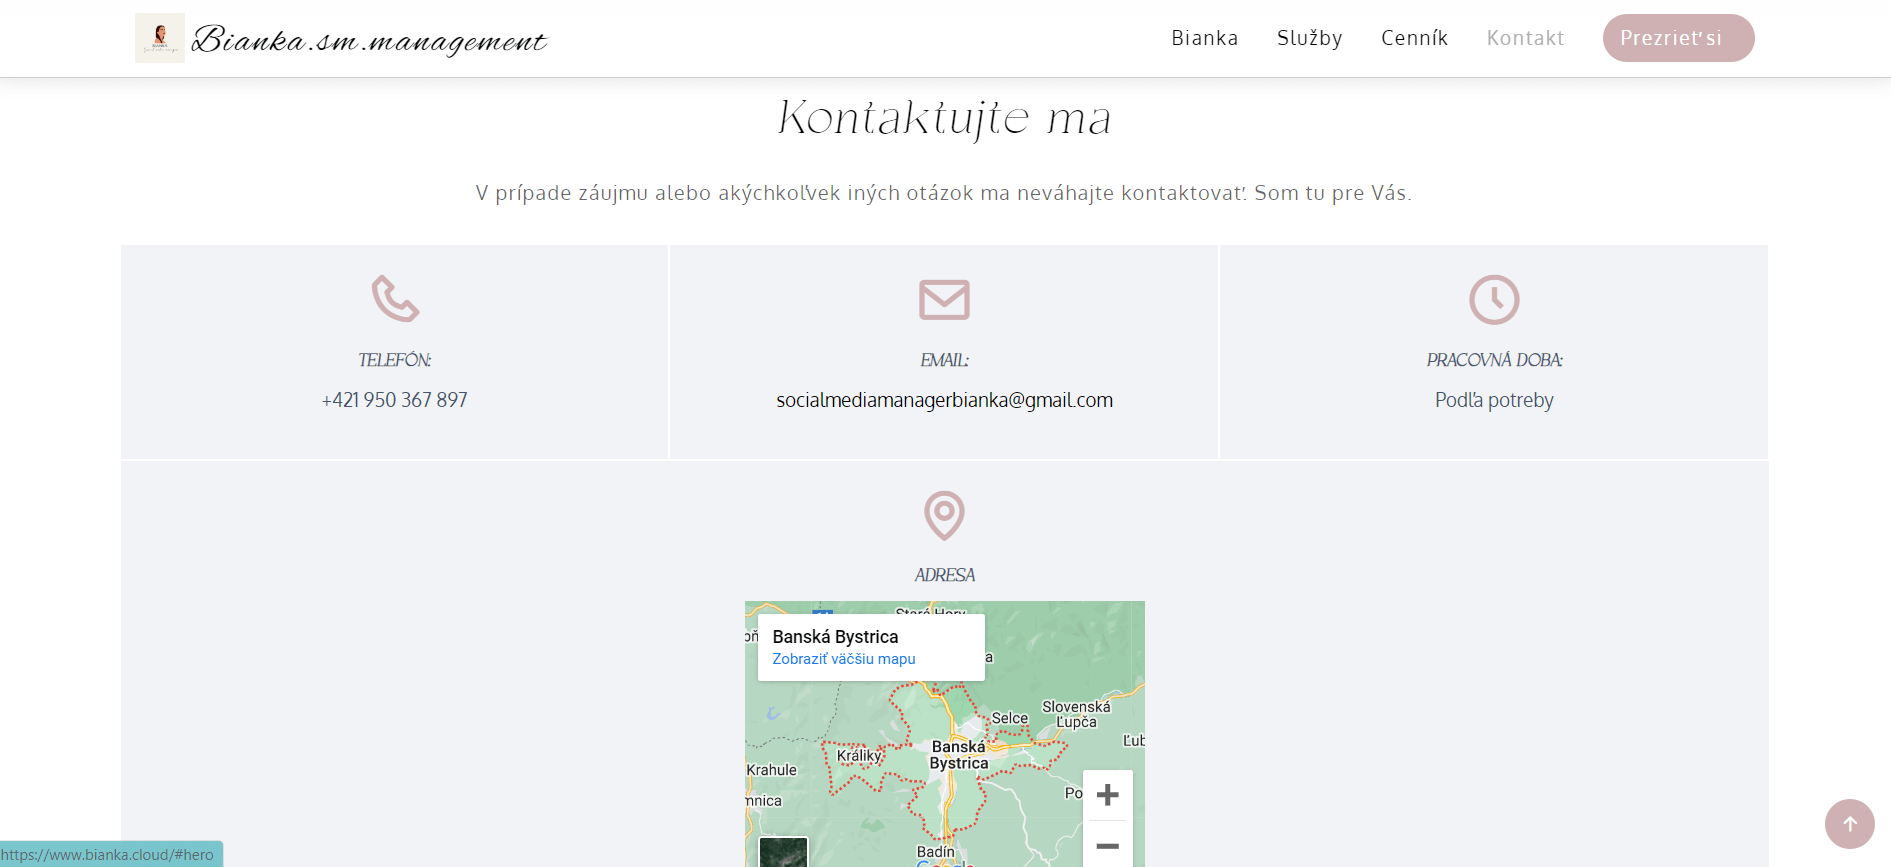 Bianka.sm.management
Bianka
Služby
Cenník
Kontakt
Prezrieť si
Kontaktujte ma
V prípade záujmu alebo akýchkoľvek iných otázok ma neváhajte kontaktovať. Som tu pre Vás.
TELEFÓN:
+421 950 367 897
EMAIL:
socialmediamanagerbianka@gmail.com
PRACOVNÁ DOBA:
Podľa potreby
ADRESA
Stará Hory
Banská Bystrica
Zobraziť väčšiu mapu
Selce
Slovenská
Ľupča
Ľub
Králiky
Banská
Bystrica
Krahule
mnica
Po
Badín
Google
https://www.bianka.cloud/#hero